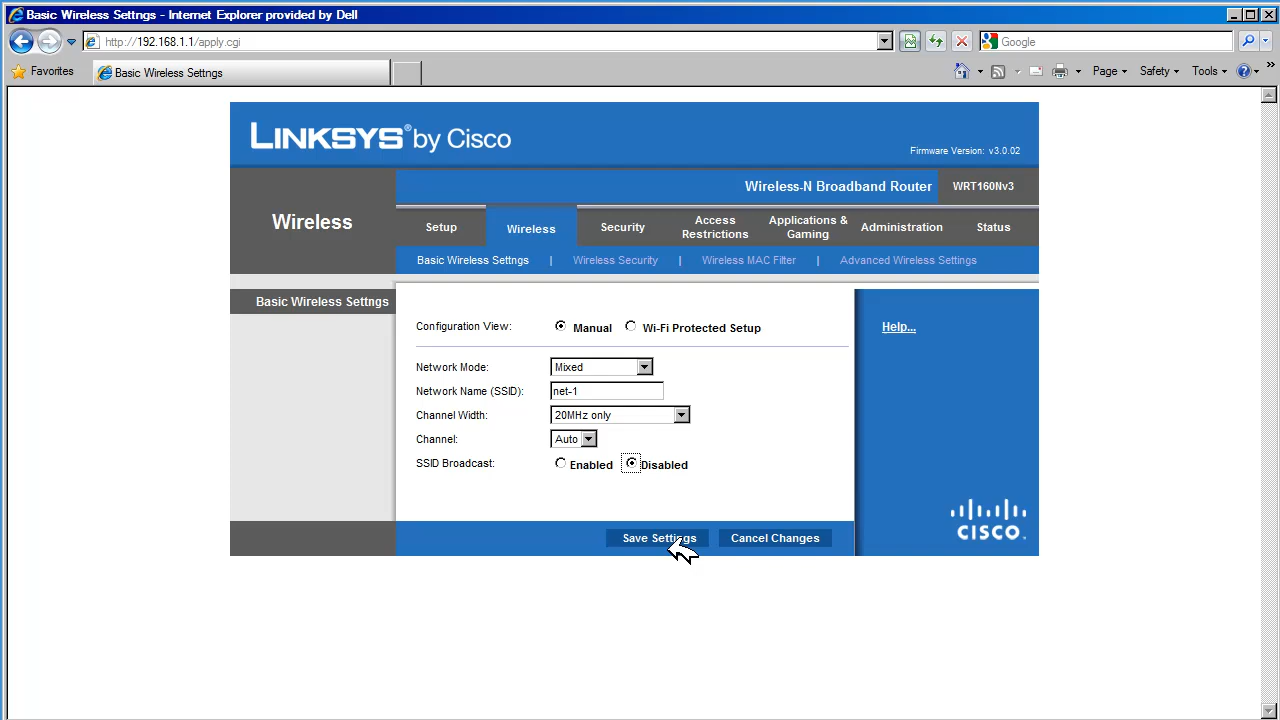 Basic Wireless Settngs - Internet Explorer provided by Dell
http://192.168.1.1/apply.cgi
Google
Favorites
Basic Wireless Settngs
Page
Safety
Tools
LINKSYS® by Cisco
Firmware Version: v3.0.02
Wireless-N Broadband Router
WRT160Nv3
Wireless
Setup
Wireless
Security
Access
Restrictions
Applications &
Gaming
Administration
Status
Basic Wireless Settngs | Wireless Security | Wireless MAC Filter | Advanced Wireless Settings
Basic Wireless Settngs
Configuration View: Manual Wi-Fi Protected Setup
Help...
Network Mode: Mixed
Network Name (SSID): net-1
Channel Width: 20MHz only
Channel: Auto
SSID Broadcast: Enabled Disabled
CISCO.
Save Settings Cancel Changes